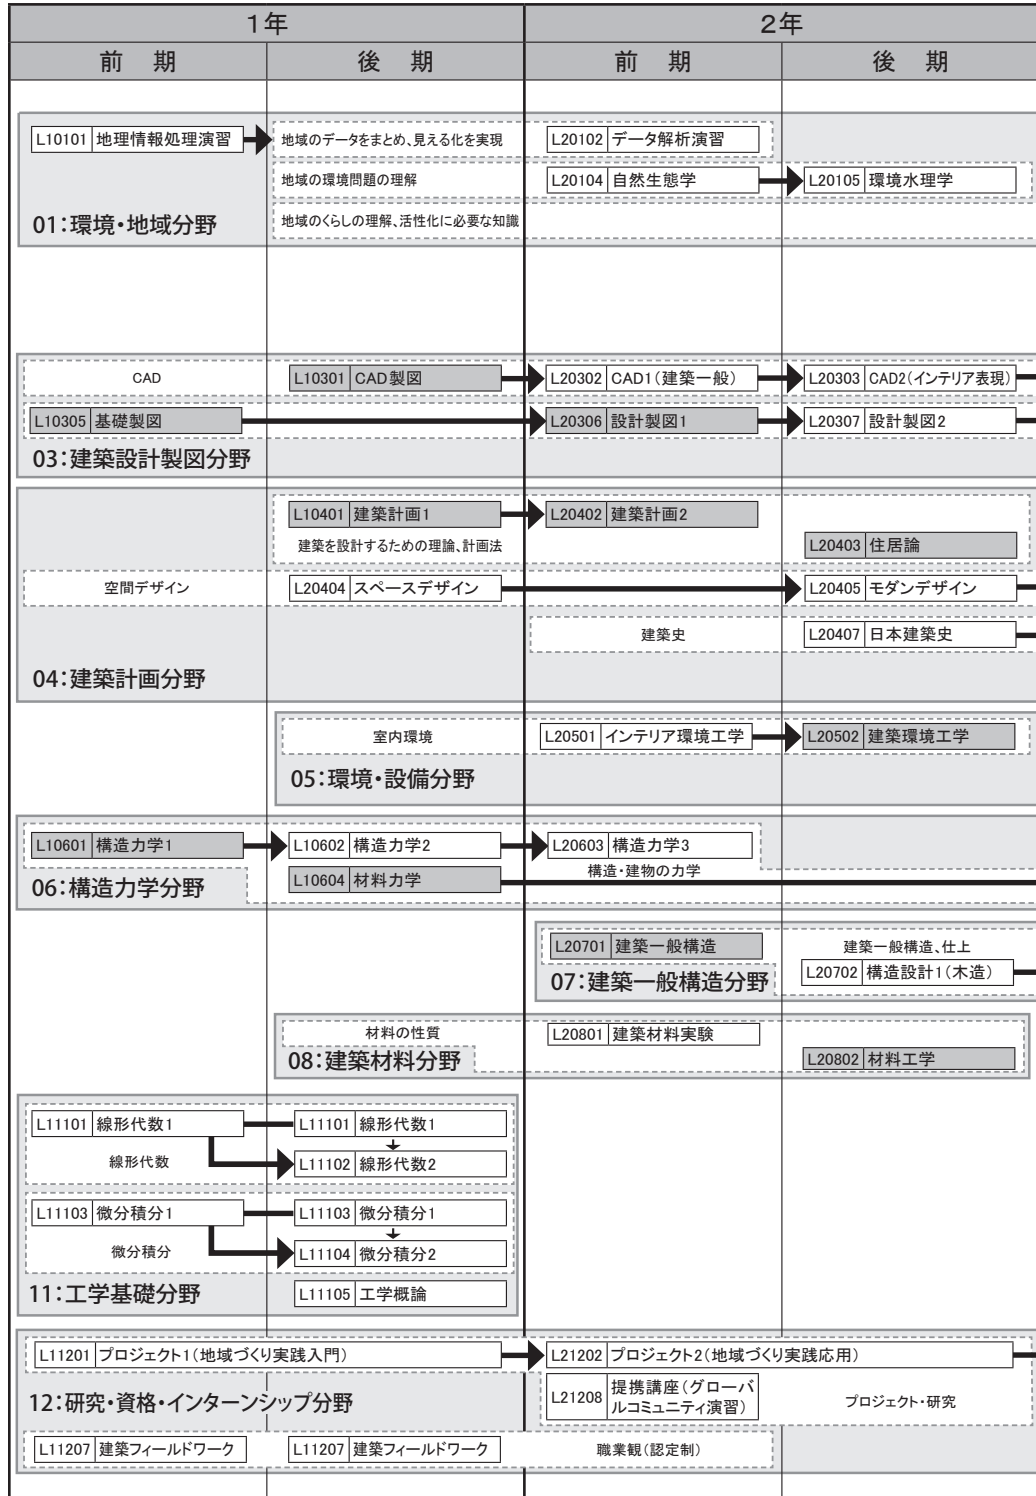 1年 2年
前 期 後 期 前 期 後 期
L10101 地理情報処理演習 地域のデータをまとめ、見える化を実現 L20102 データ解析演習
地域の環境問題の理解 L20104 自然生態学 L20105 環境水理学
01：環境・地域分野 地域のくらしの理解、活性化に必要な知識
CAD L10301 CAD製図 L20302 CAD1（建築一般） L20303 CAD2（インテリア表現）
L10305 基礎製図 L20306 設計製図1 L20307 設計製図2
03：建築設計製図分野
L10401 建築計画1 L20402 建築計画2
建築を設計するための理論、計画法 L20403 住居論
空間デザイン L20404 スペースデザイン L20405 モダンデザイン
建築史 L20407 日本建築史
04：建築計画分野
室内環境 L20501 インテリア環境工学 L20502 建築環境工学
05：環境・設備分野
L10601 構造力学1 L10602 構造力学2 L20603 構造力学3
構造・建物の力学
06：構造力学分野 L10604 材料力学
L20701 建築一般構造 建築一般構造、仕上
07：建築一般構造分野 L20702 構造設計1（木造）
材料の性質 L20801 建築材料実験
08：建築材料分野 L20802 材料工学
L11101 線形代数1 L11101 線形代数1
線形代数 L11102 線形代数2
L11103 微分積分1 L11103 微分積分1
微分積分 L11104 微分積分2
11：工学基礎分野 L11105 工学概論
L11201 プロジェクト1（地域づくり実践入門） L21202 プロジェクト2（地域づくり実践応用）
12：研究・資格・インターンシップ分野 L21208 提携講座（グローバ
ルコミュニティ演習） プロジェクト・研究
L11207 建築フィールドワーク L11207 建築フィールドワーク 職業観（認定制）